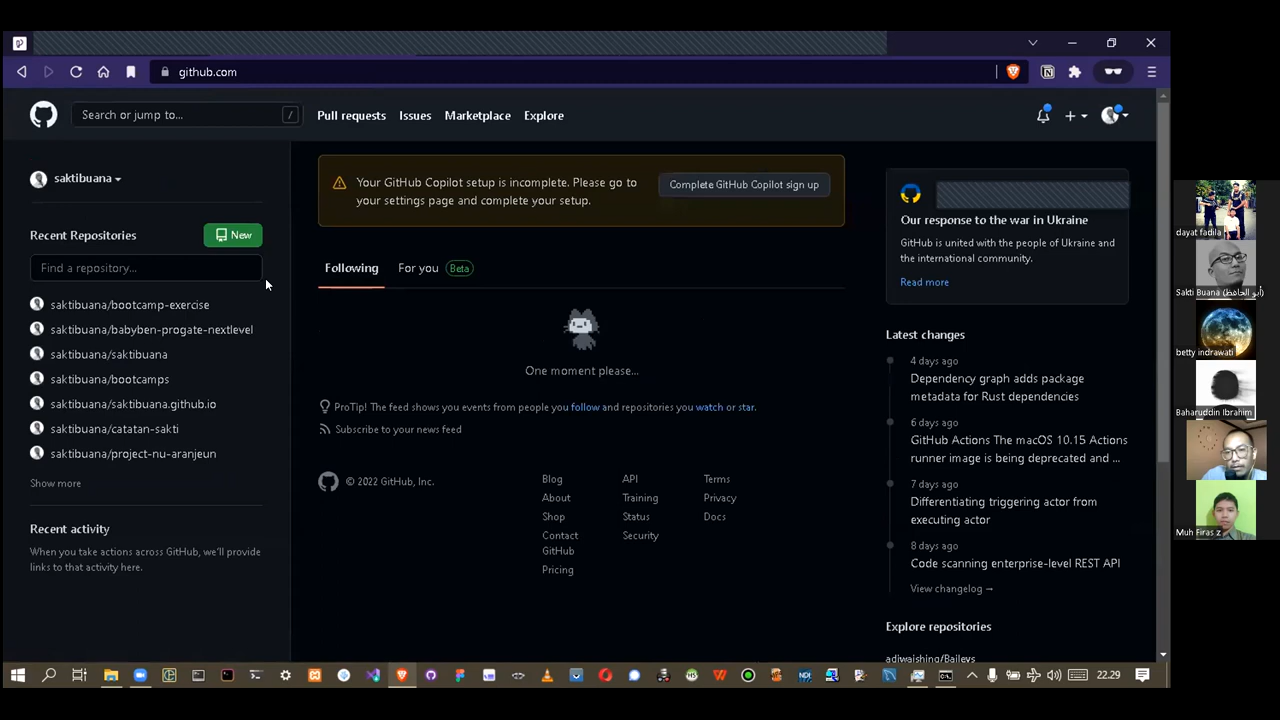 github.com
Search or jump to...
/
Pull requests
Issues
Marketplace
Explore
saktibuana
Recent Repositories
New
Find a repository...
saktibuana/bootcamp-exercise
saktibuana/babyben-progate-nextlevel
saktibuana/saktibuana
saktibuana/bootcamps
saktibuana/saktibuana.github.io
saktibuana/catatan-sakti
saktibuana/project-nu-aranjeun
Show more
Recent activity
When you take actions across GitHub, we'll provide
links to that activity here.
Your GitHub Copilot setup is incomplete. Please go to
your settings page and complete your setup.
Complete GitHub Copilot sign up
Following
For you
Beta
One moment please...
ProTip! The feed shows you events from people you follow and repositories you watch or star.
Subscribe to your news feed
© 2022 GitHub, Inc.
Blog
About
Shop
Contact
GitHub
Pricing
API
Training
Status
Security
Terms
Privacy
Docs
Our response to the war in Ukraine
GitHub is united with the people of Ukraine and
the international community.
Read more
Latest changes
4 days ago
Dependency graph adds package
metadata for Rust dependencies
6 days ago
GitHub Actions The macOS 10.15 Actions
runner image is being deprecated and ...
7 days ago
Differentiating triggering actor from
executing actor
8 days ago
Code scanning enterprise-level REST API
View changelog →
Explore repositories
adiwajshing/Baileys
dayat fadila
Sakti Buana (أبو الحافظ)
betty indrawati
Baharuddin Ibrahim
Muh Firas z
22.29